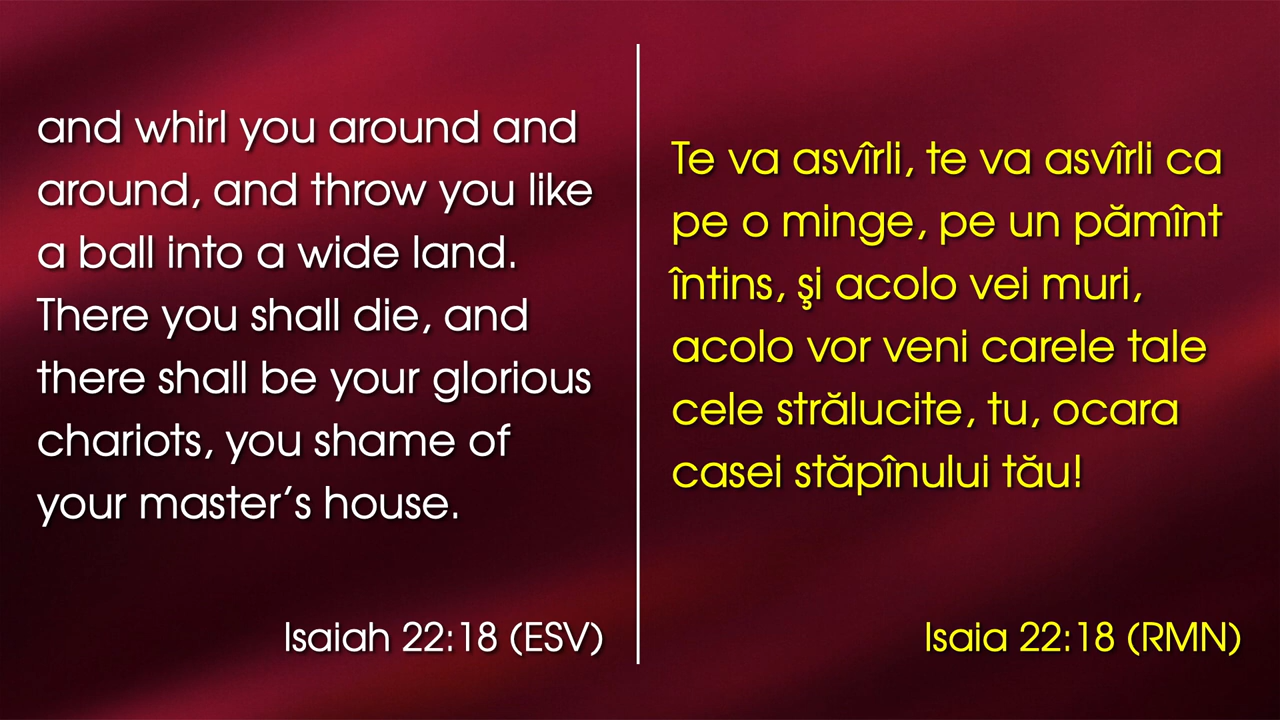 and whirl you around and
around, and throw you like
a ball into a wide land.
There you shall die, and
there shall be your glorious
chariots, you shame of
your master’s house.
Isaiah 22:18 (ESV)
Te va asvîrli, te va asvîrli ca
pe o minge, pe un pămînt
întins, şi acolo vei muri,
acolo vor veni carele tale
cele strălucite, tu, ocara
casei stăpînului tău!
Isaia 22:18 (RMN)